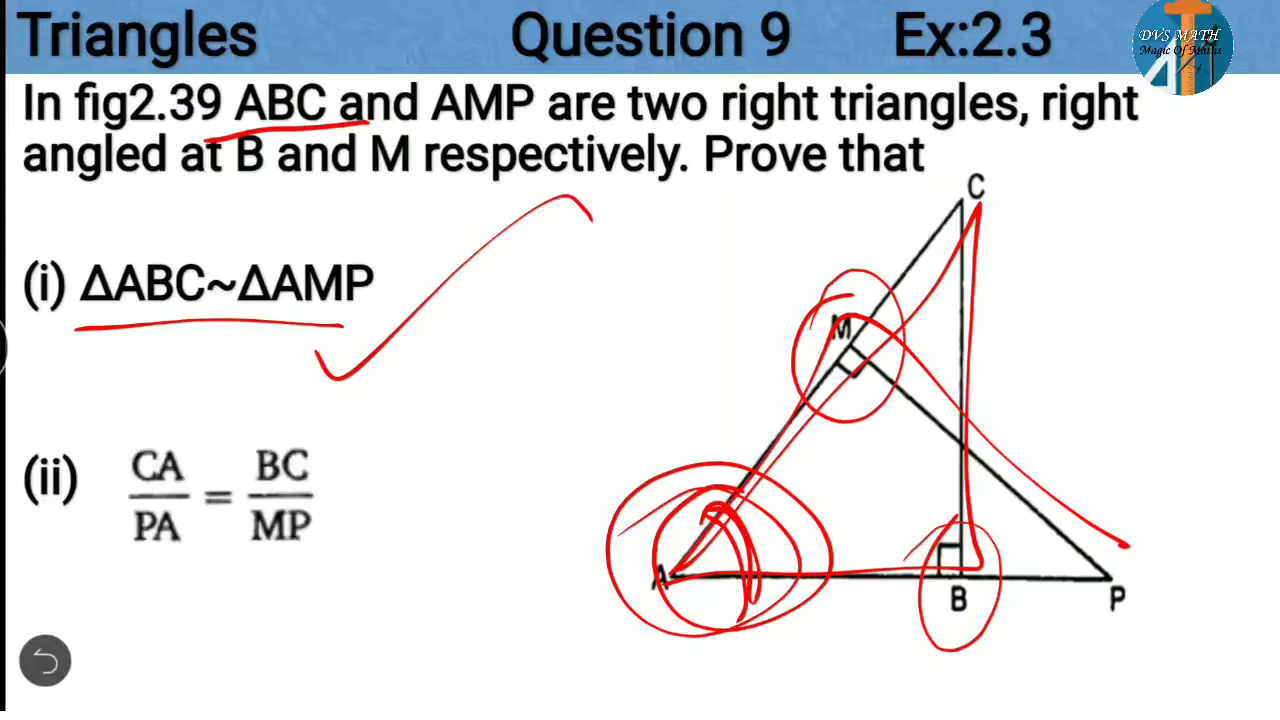 Triangles Question 9 Ex:2.3
DVS MATH
Magic Of Maths
In fig2.39 ABC and AMP are two right triangles, right
angled at B and M respectively. Prove that
(i) ΔABC~ΔAMP
(ii) CA/PA = BC/MP
C
M
A
B
P